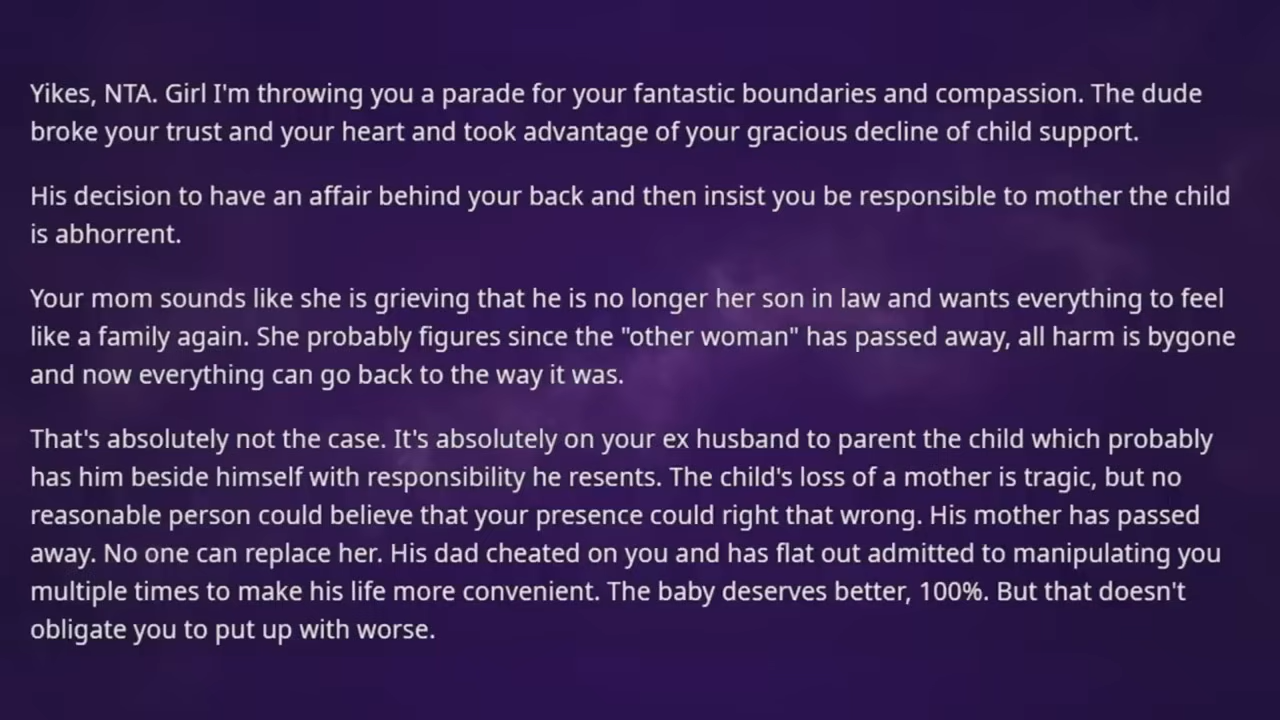 Yikes, NTA. Girl I'm throwing you a parade for your fantastic boundaries and compassion. The dude
broke your trust and your heart and took advantage of your gracious decline of child support.
His decision to have an affair behind your back and then insist you be responsible to mother the child
is abhorrent.
Your mom sounds like she is grieving that he is no longer her son in law and wants everything to feel
like a family again. She probably figures since the "other woman" has passed away, all harm is bygone
and now everything can go back to the way it was.
That's absolutely not the case. It's absolutely on your ex husband to parent the child which probably
has him beside himself with responsibility he resents. The child's loss of a mother is tragic, but no
reasonable person could believe that your presence could right that wrong. His mother has passed
away. No one can replace her. His dad cheated on you and has flat out admitted to manipulating you
multiple times to make his life more convenient. The baby deserves better, 100%. But that doesn't
obligate you to put up with worse.